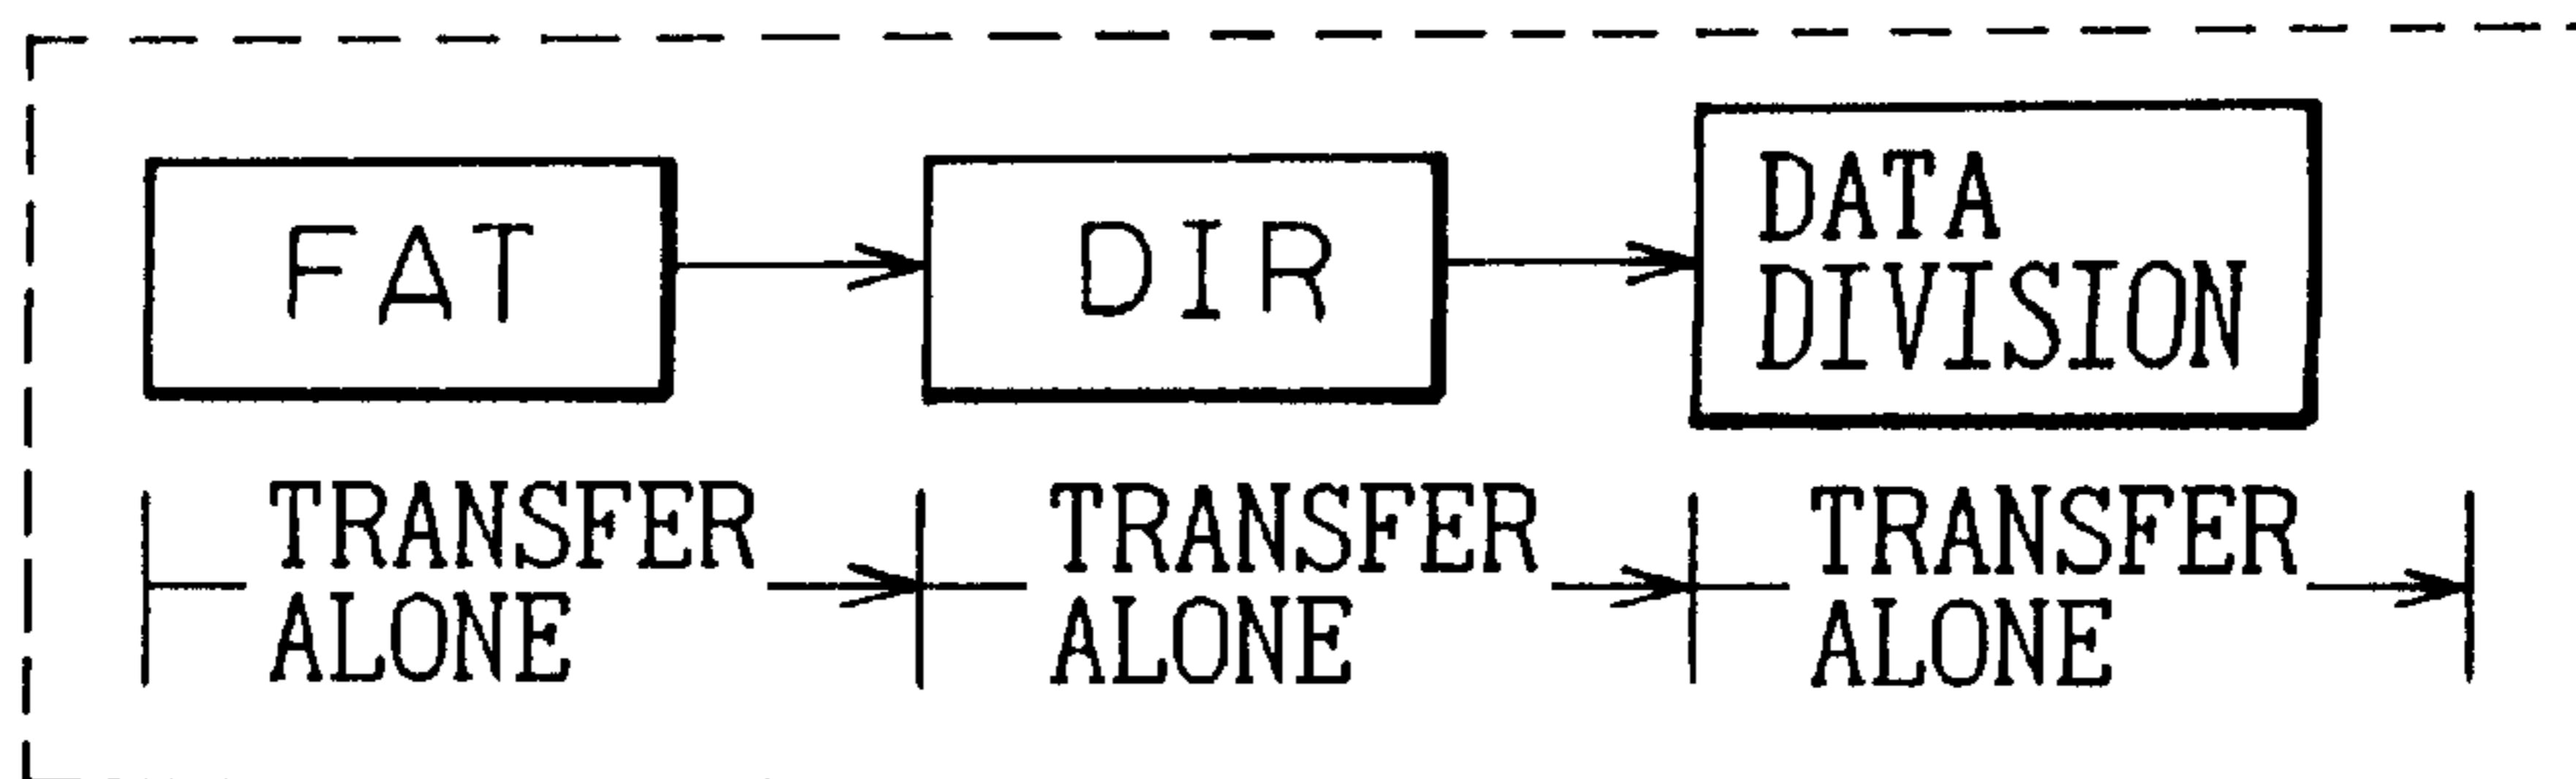 FAT
DIR
DATA
DIVISION
TRANSFER
ALONE
TRANSFER
ALONE
TRANSFER
ALONE